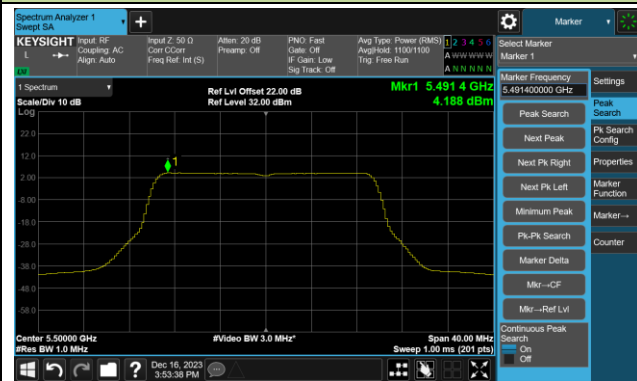 Spectrum Analyzer 1
Swept SA
Marker
KEYSIGHT
L
LW
Input: RF
Coupling: AC
Align: Auto
Input Z: 50 Ω
Corr CCorr
Freq Ref: Int (S)
Atten: 20 dB
Preamp: Off
PNO: Fast
Gate: Off
IF Gain: Low
Sig Track: Off
Avg Type: Power (RMS)
Avg|Hold: 1100/1100
Trig: Free Run
1 2 3 4 5 6
A W W W W W
A N N N N N
Select Marker
Marker 1
1 Spectrum
Scale/Div 10 dB
Log
Ref Lvl Offset 22.00 dB
Ref Level 32.00 dBm
Mkr1 5.491 4 GHz
4.188 dBm
22.0
12.0
2.00
-8.00
-18.0
-28.0
-38.0
-48.0
-58.0
1
Center 5.50000 GHz
#Res BW 1.0 MHz
#Video BW 3.0 MHz*
Span 40.00 MHz
Sweep 1.00 ms (201 pts)
Marker Frequency
5.491400000 GHz
Peak Search
Next Peak
Next Pk Right
Next Pk Left
Minimum Peak
Pk-Pk Search
Marker Delta
Mkr→CF
Mkr→Ref Lvl
Continuous Peak
Search
On
Off
Settings
Peak
Search
Pk Search
Config
Properties
Marker
Function
Marker→
Counter
Dec 16, 2023
3:53:38 PM